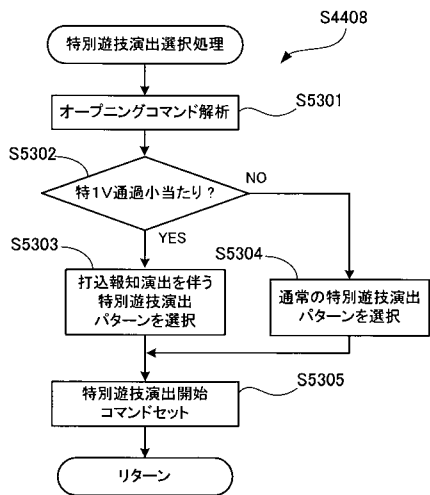 S4408
特別遊技演出選択処理
S5301
オープニングコマンド解析
S5302
特1V通過小当たり?
NO
YES
S5303
打込報知演出を伴う
特別遊技演出
パターンを選択
S5304
通常の特別遊技演出
パターンを選択
S5305
特別遊技演出開始
コマンドセット
リターン